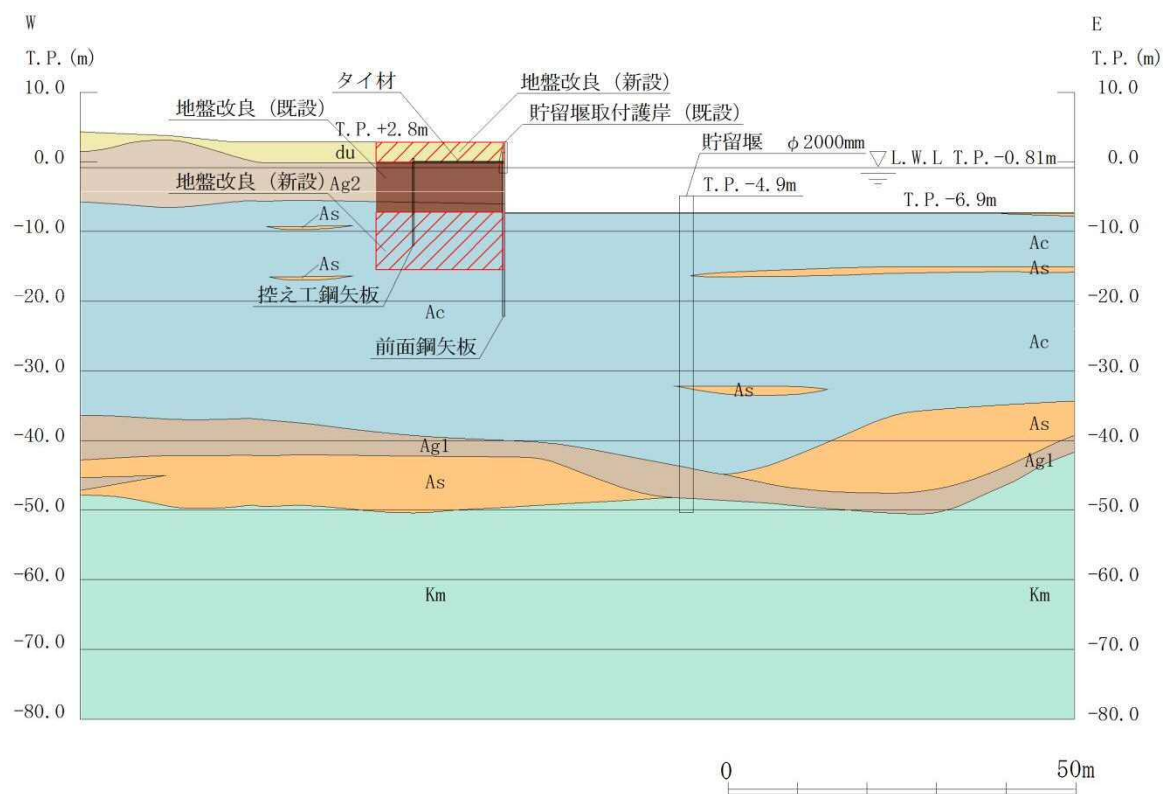 W
E
T.P.(m)
T.P.(m)
10.0
10.0
タイ材
地盤改良（新設）
地盤改良（既設）
貯留堰取付護岸（既設）
T.P.+2.8m
貯留堰 φ2000mm
du
0.0
L.W.L T.P.-0.81m
0.0
地盤改良（新設）
Ag2
T.P.-4.9m
T.P.-6.9m
As
-10.0
-10.0
Ac
As
As
-20.0
控え工鋼矢板
-20.0
Ac
前面鋼矢板
Ac
-30.0
-30.0
As
As
-40.0
-40.0
Ag1
Ag1
As
-50.0
-50.0
-60.0
-60.0
Km
Km
-70.0
-70.0
-80.0
-80.0
0
50m